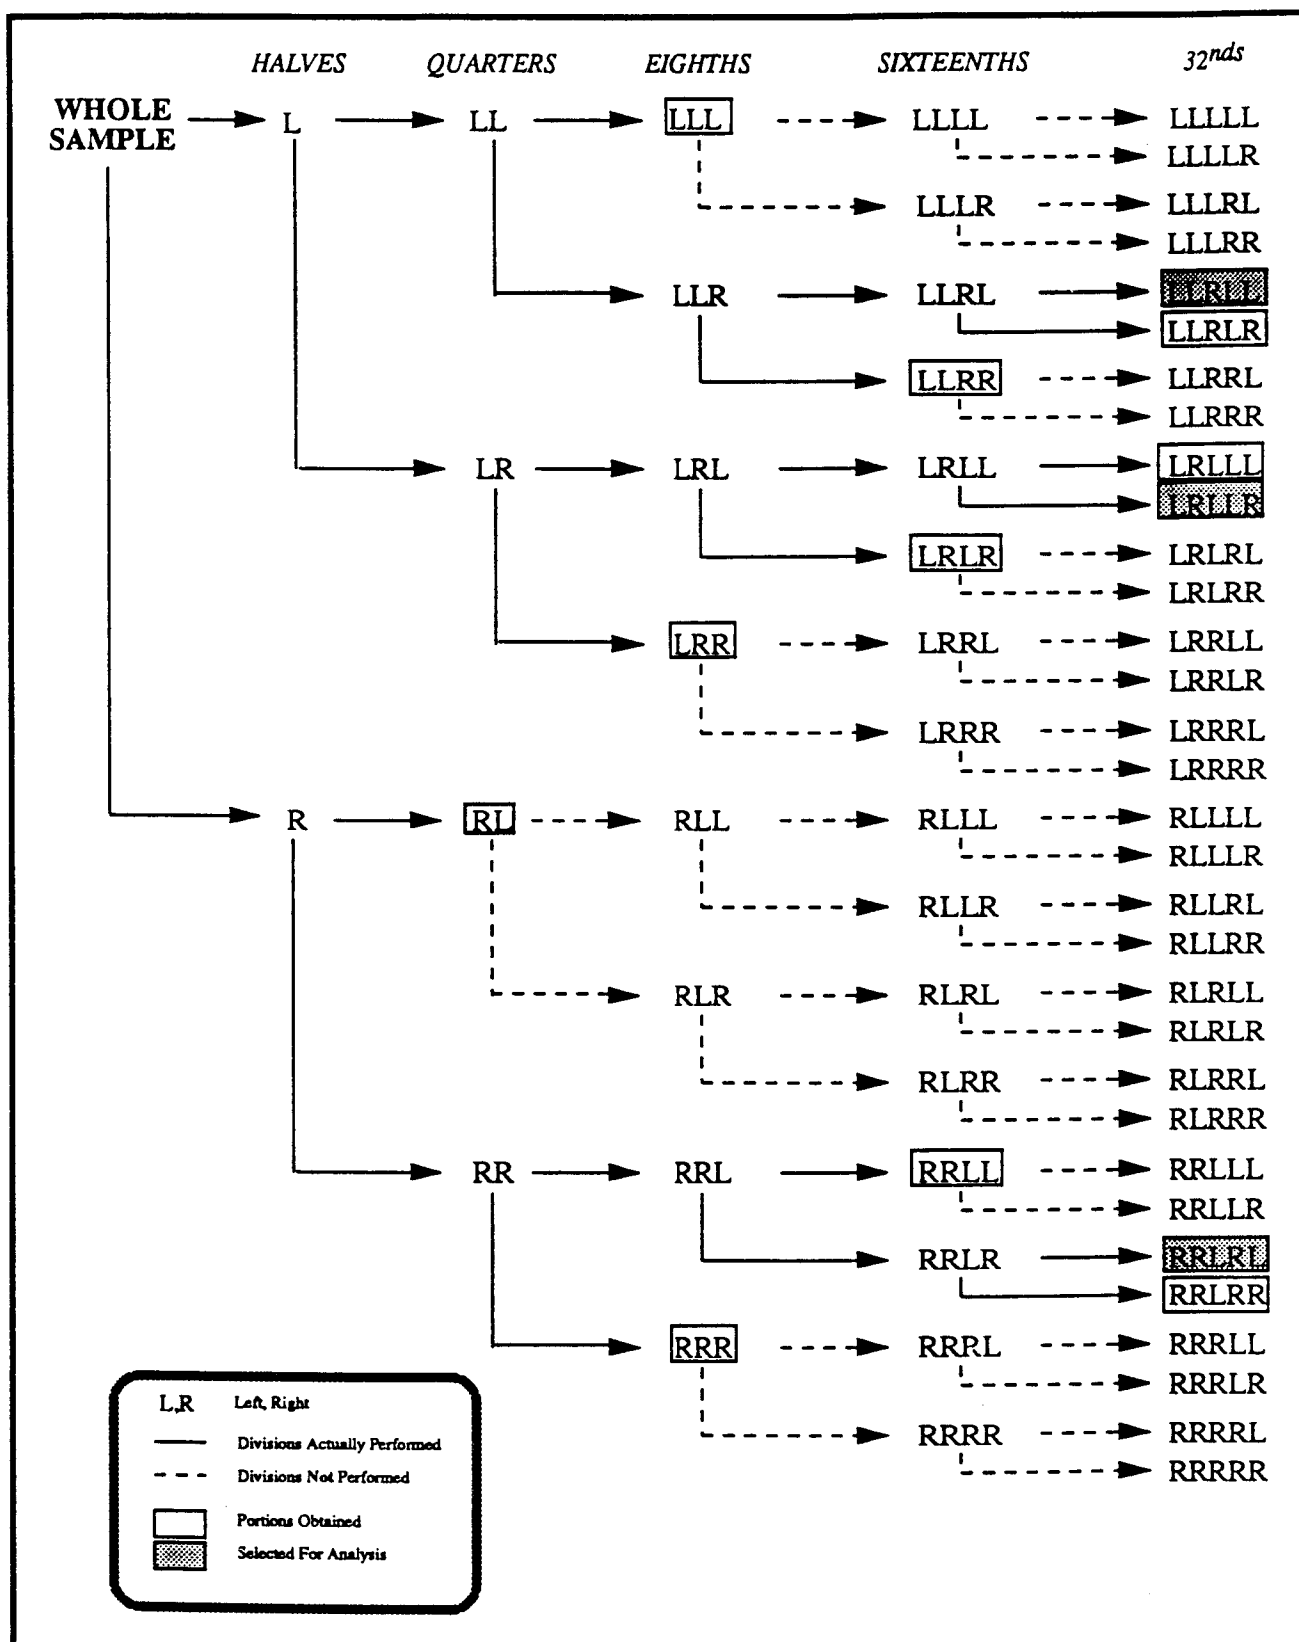 HALVES QUARTERS EIGHTHS SIXTEENTHS 32nds
WHOLE
SAMPLE
L LL LLL LLLL LLLLL
LLLLR
LLLR LLLRL
LLLRR
LLR LLRL LLRLL
LLRLR
LLRR LLRRL
LLRRR
LR LRL LRLL LRLLL
LRLLR
LRLR LRLRL
LRLRR
LRR LRRL LRRLL
LRRLR
LRRR LRRRL
LRRRR
R RL RLL RLLL RLLLL
RLLLR
RLLR RLLRL
RLLRR
RLR RLRL RLRLL
RLRLR
RLRR RLRRL
RLRRR
RR RRL RRLL RRLLL
RRLLR
RRLR RRLRL
RRLRR
RRR RRRL RRRLL
RRRLR
RRRR RRRRL
RRRRR
L,R Left, Right
Divisions Actually Performed
Divisions Not Performed
Portions Obtained
Selected For Analysis